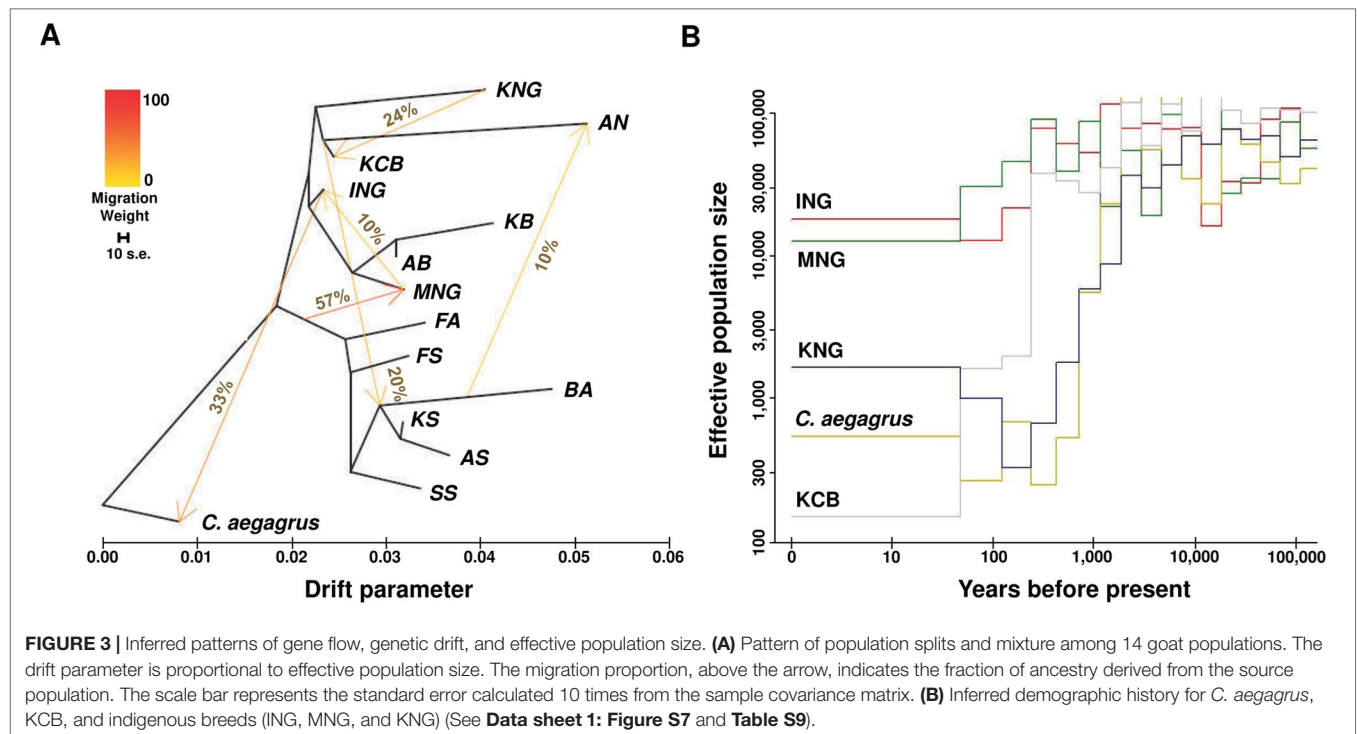 A
100
0
Migration
Weight
10 s.e.
KNG
24%
AN
KCB
ING
10%
KB
AB
MNG
57%
10%
FA
FS
20%
33%
BA
KS
AS
SS
C. aegagrus
0.00 0.01 0.02 0.03 0.04 0.05 0.06
Drift parameter
B
Effective population size
100,000
30,000
10,000
3,000
1,000
300
100
ING
MNG
KNG
C. aegagrus
KCB
0 10 100 1,000 10,000 100,000
Years before present
FIGURE 3 | Inferred patterns of gene flow, genetic drift, and effective population size. (A) Pattern of population splits and mixture among 14 goat populations. The
drift parameter is proportional to effective population size. The migration proportion, above the arrow, indicates the fraction of ancestry derived from the source
population. The scale bar represents the standard error calculated 10 times from the sample covariance matrix. (B) Inferred demographic history for C. aegagrus,
KCB, and indigenous breeds (ING, MNG, and KNG) (See Data sheet 1: Figure S7 and Table S9).